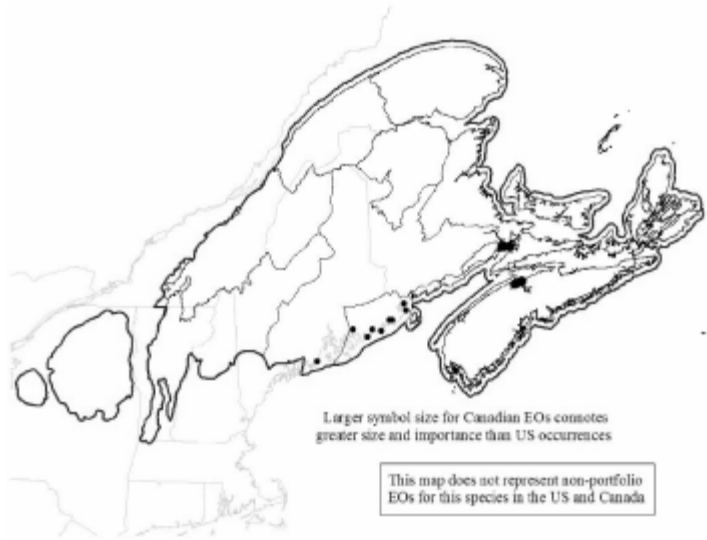 Larger symbol size for Canadian EOs connotes
greater size and importance than US occurrences
This map does not represent non-portfolio
EOs for this species in the US and Canada